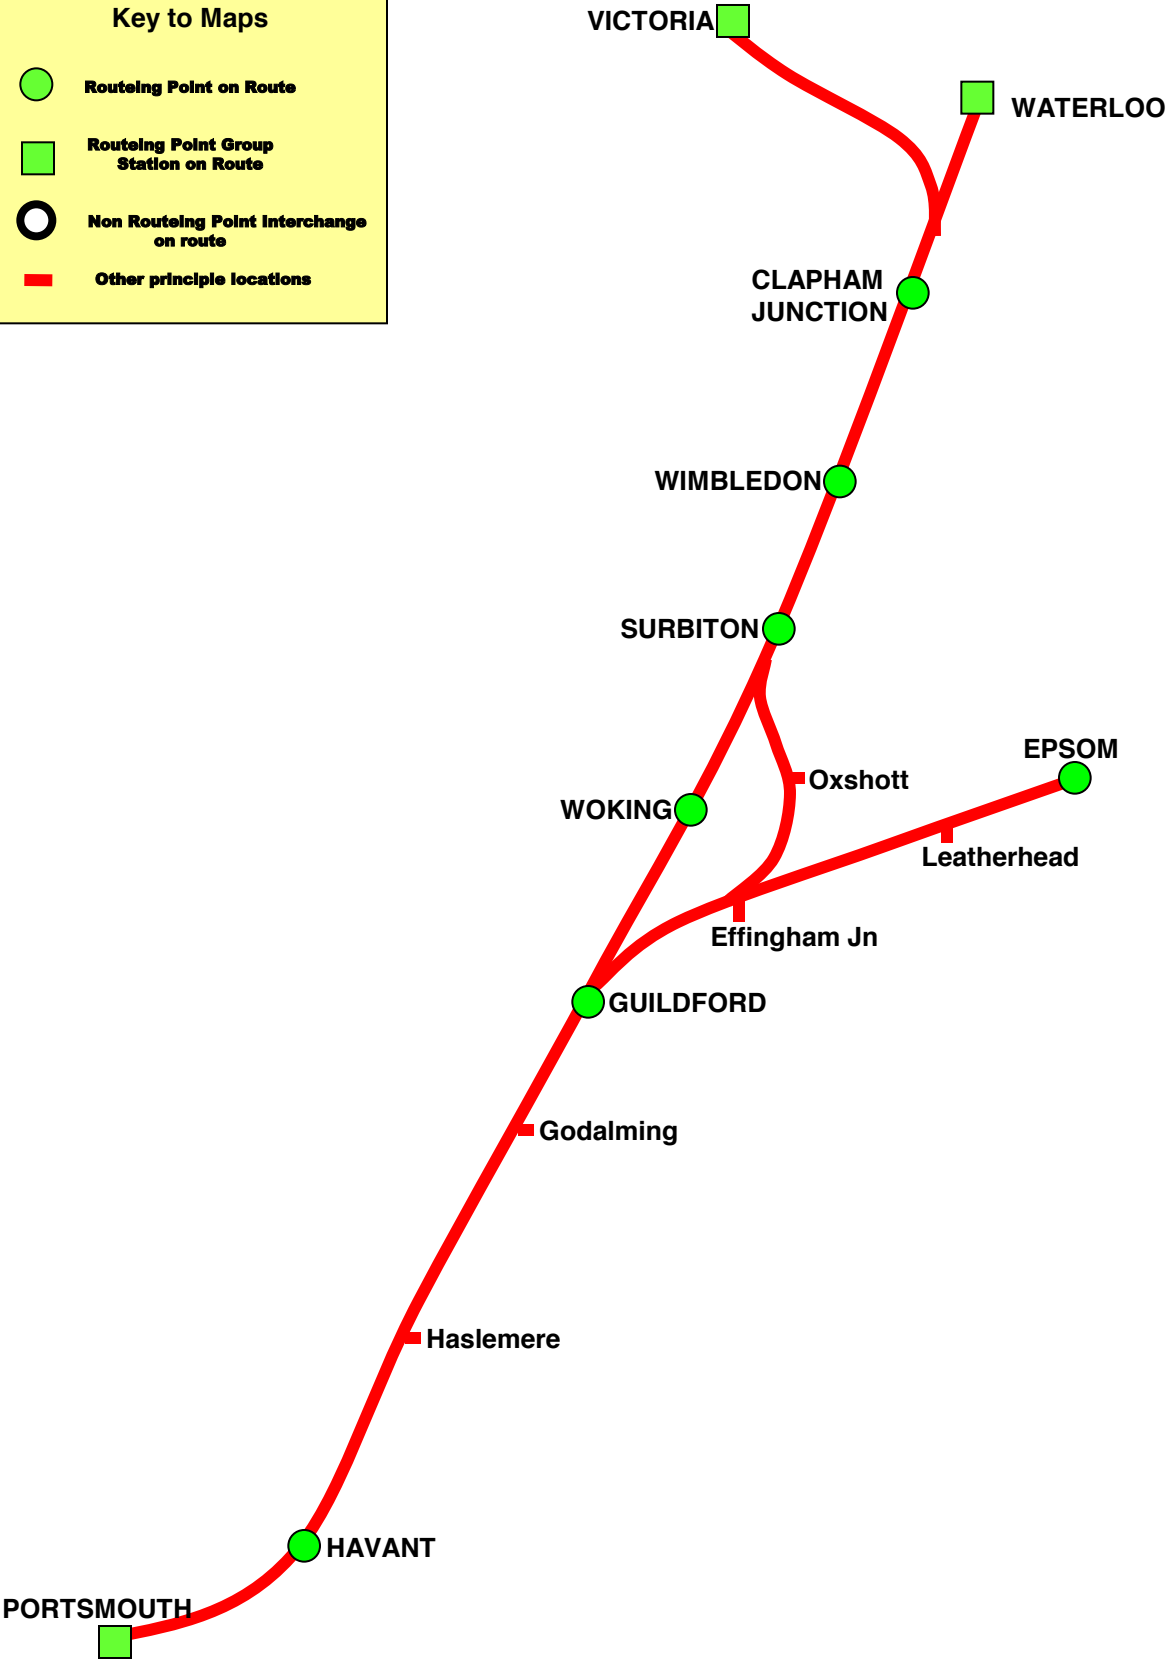 Key to Maps
Routeing Point on Route
Routeing Point Group
Station on Route
Non Routeing Point Interchange
on route
Other principle locations
VICTORIA
WATERLOO
CLAPHAM
JUNCTION
WIMBLEDON
SURBITON
EPSOM
Oxshott
WOKING
Leatherhead
Effingham Jn
GUILDFORD
Godalming
Haslemere
HAVANT
PORTSMOUTH